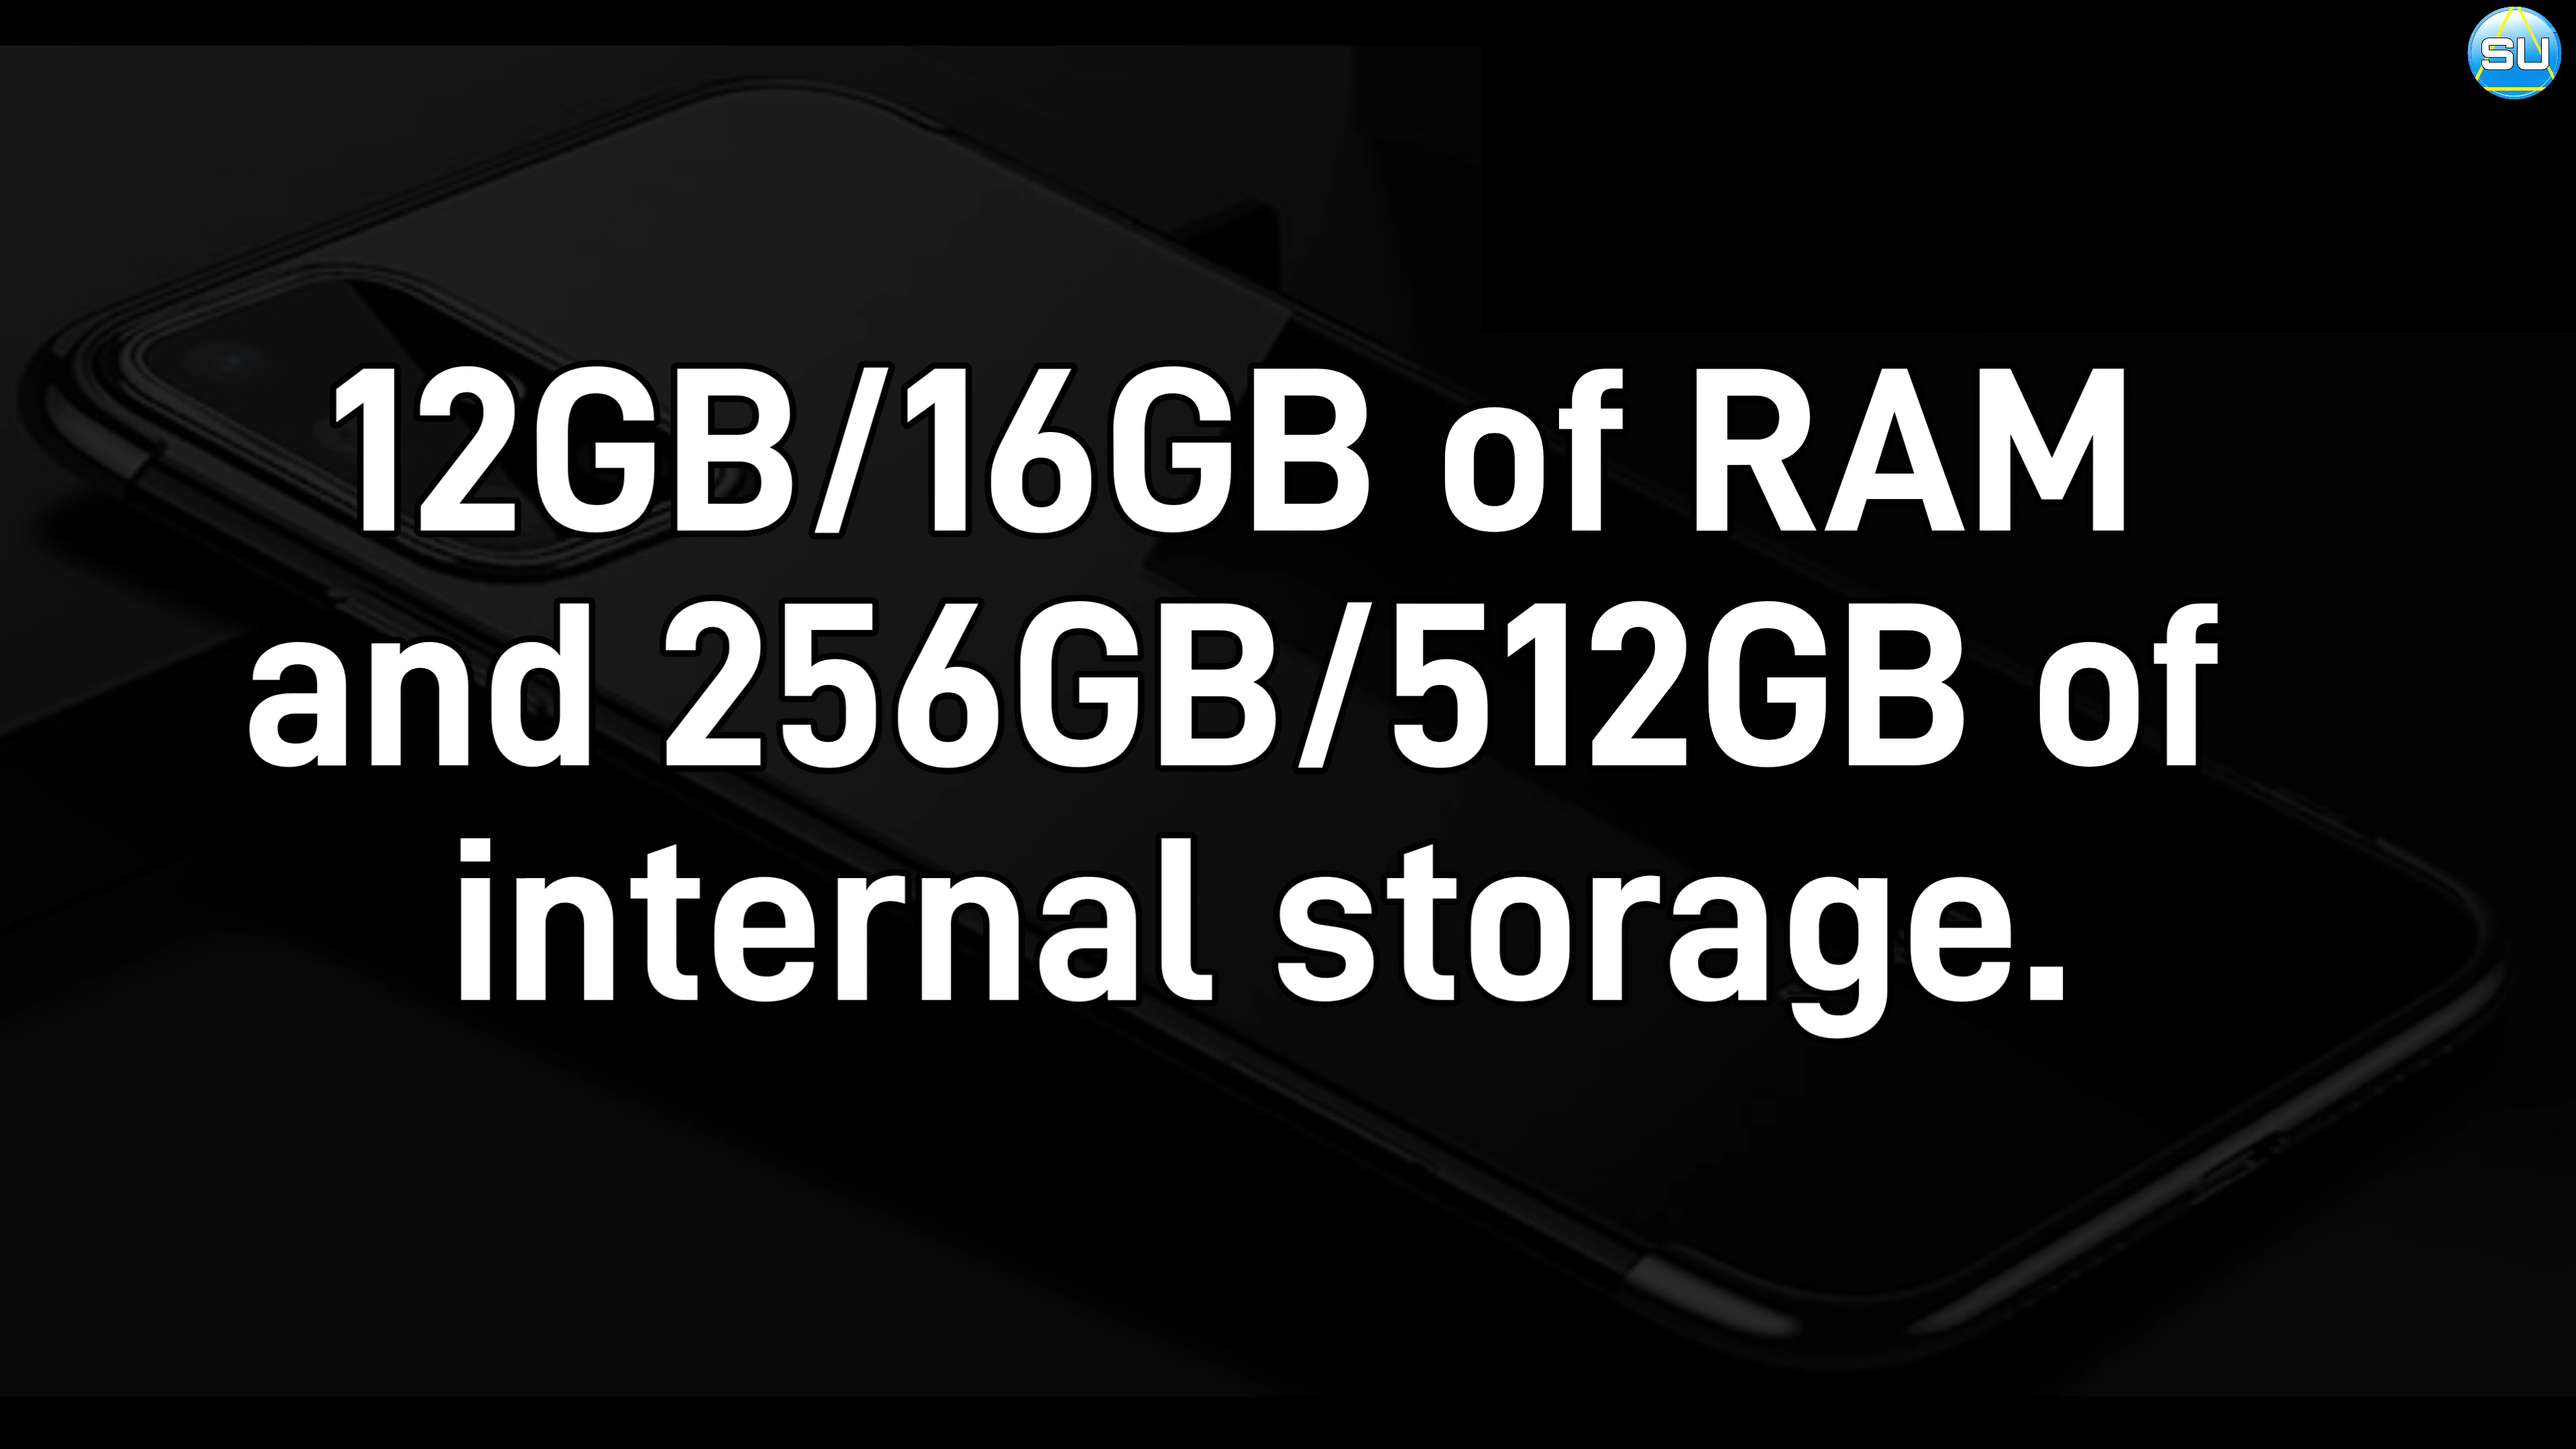 SU
12GB/16GB of RAM
and 256GB/512GB of
internal storage.